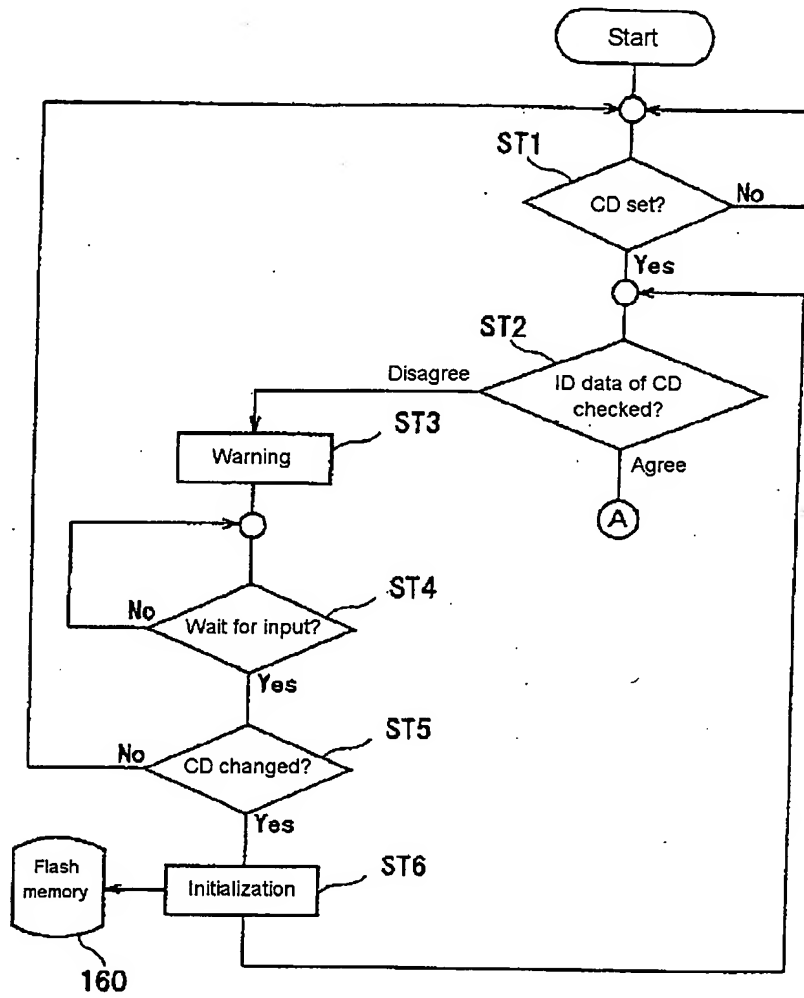 Start
ST1
CD set?
No
Yes
ST2
Disagree
ID data of CD
checked?
ST3
Warning
Agree
A
ST4
No
Wait for input?
Yes
ST5
No
CD changed?
Yes
ST6
Flash
memory
Initialization
160